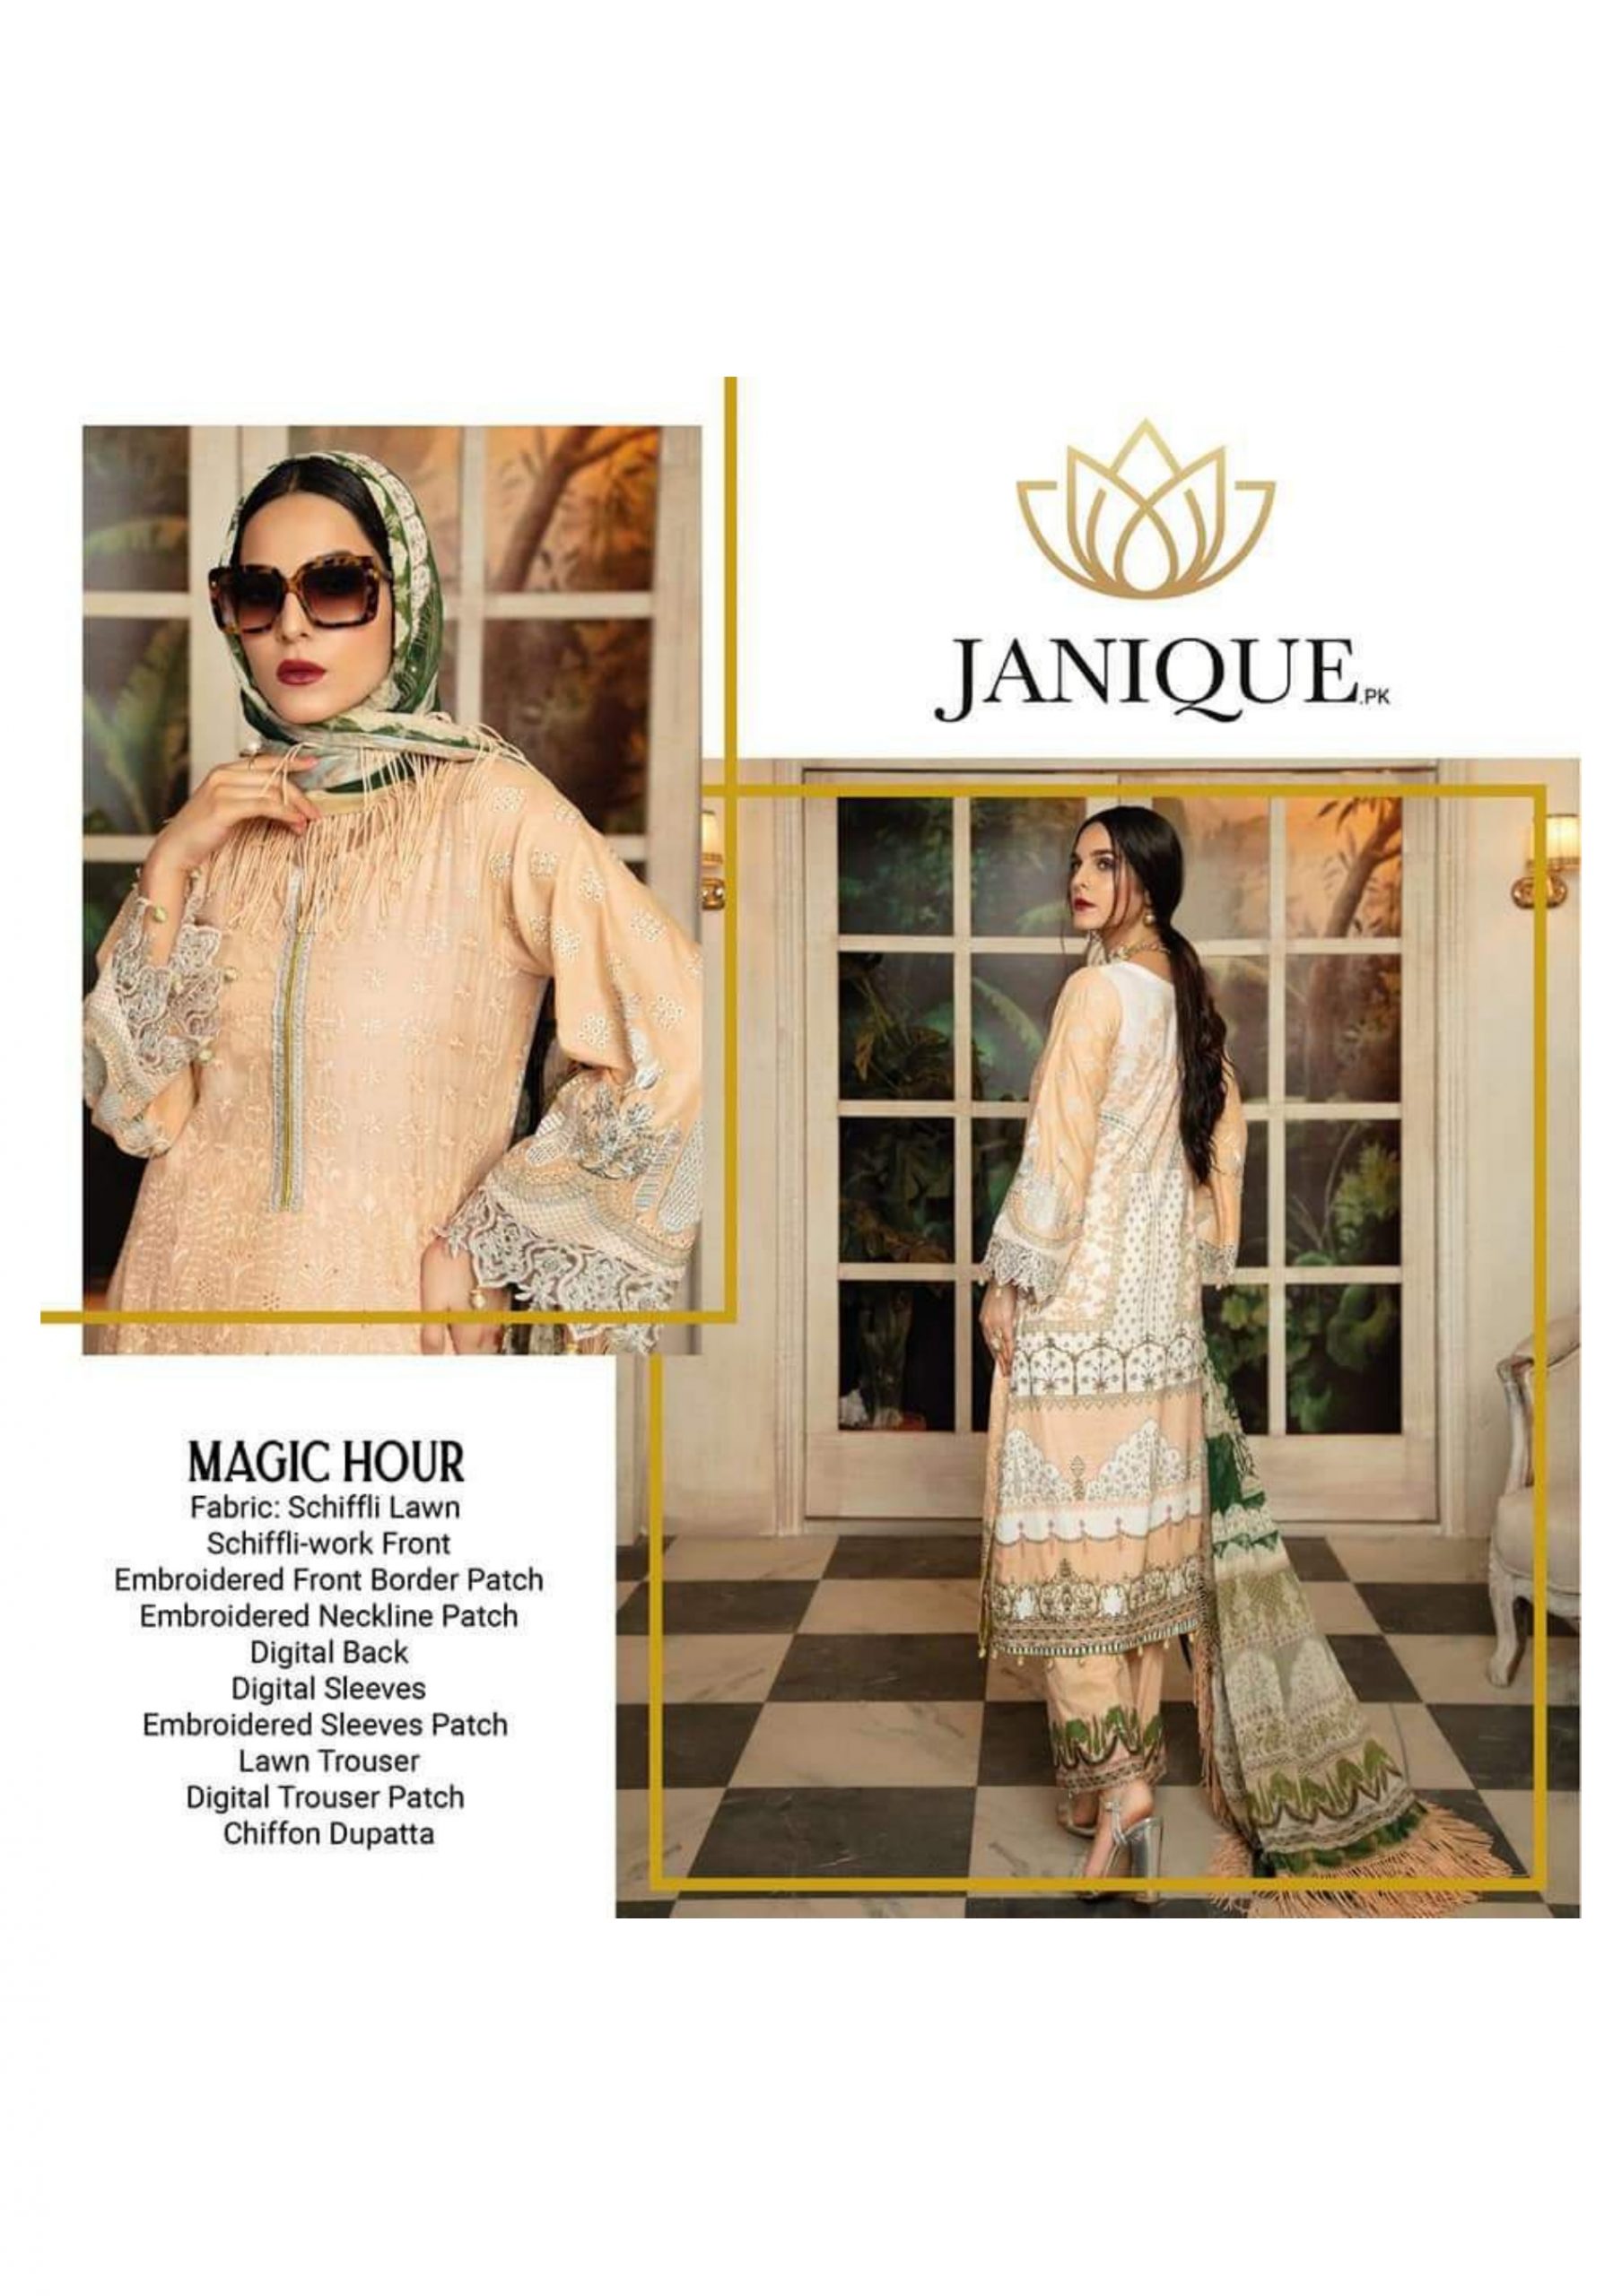 JANIQUE.PK
MAGIC HOUR
Fabric: Schiffli Lawn
Schiffli-work Front
Embroidered Front Border Patch
Embroidered Neckline Patch
Digital Back
Digital Sleeves
Embroidered Sleeves Patch
Lawn Trouser
Digital Trouser Patch
Chiffon Dupatta